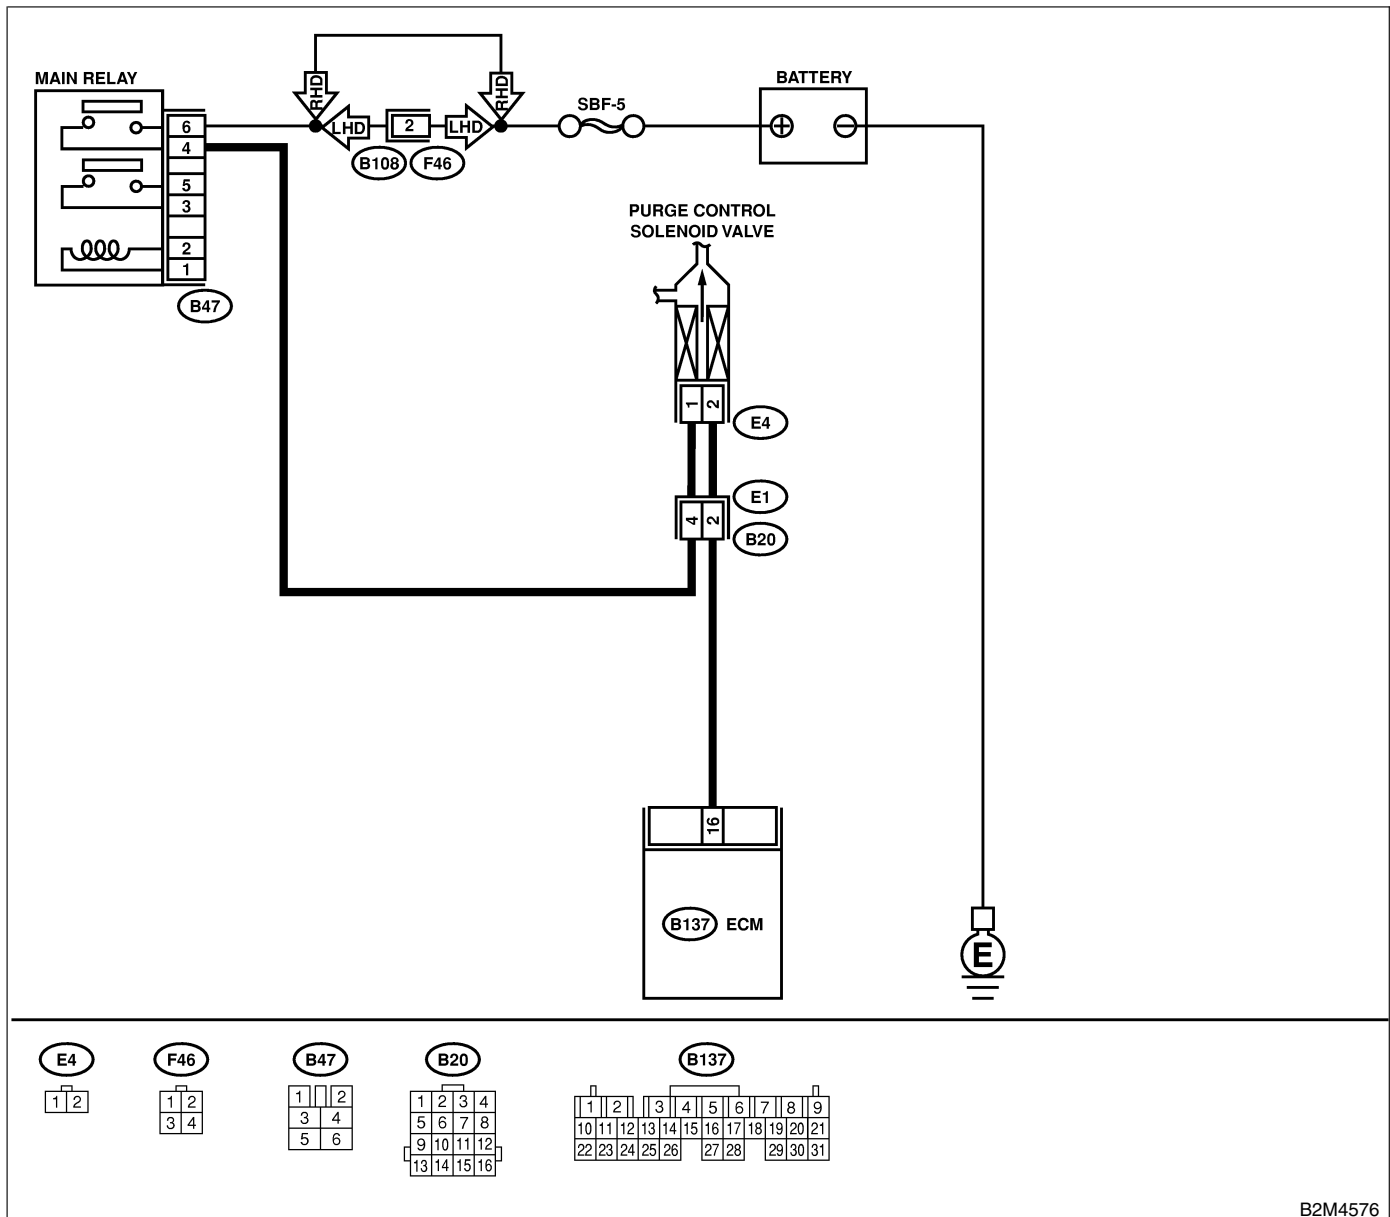 MAIN RELAY
6
4
5
3
2
1
B47
RHD
LHD
2
LHD
RHD
B108
F46
SBF-5
BATTERY
+
−
PURGE CONTROL
SOLENOID VALVE
1 2
E4
E1
4 2
B20
16
B137 ECM
E
E4
1 2
F46
1 2
3 4
B47
1 2
3 4
5 6
B20
1 2 3 4
5 6 7 8
9 10 11 12
13 14 15 16
B137
1 2 3 4 5 6 7 8 9
10 11 12 13 14 15 16 17 18 19 20 21
22 23 24 25 26 27 28 29 30 31
B2M4576